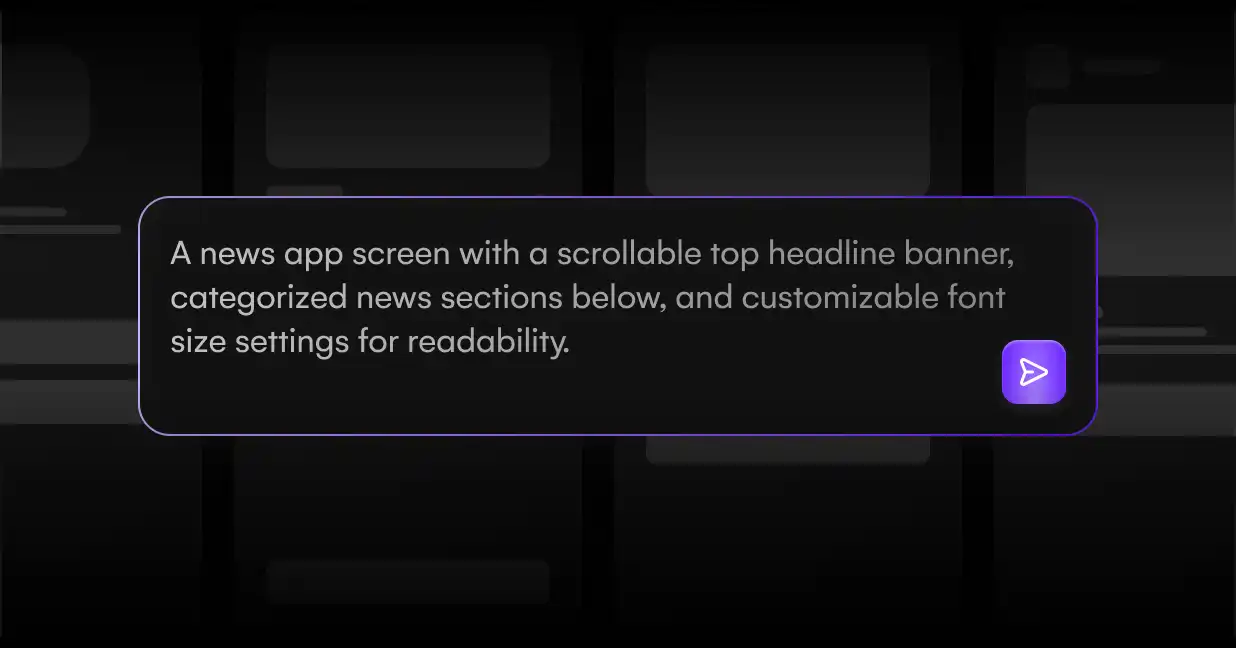 A news app screen with a scrollable top headline banner,
categorized news sections below, and customizable font
size settings for readability.